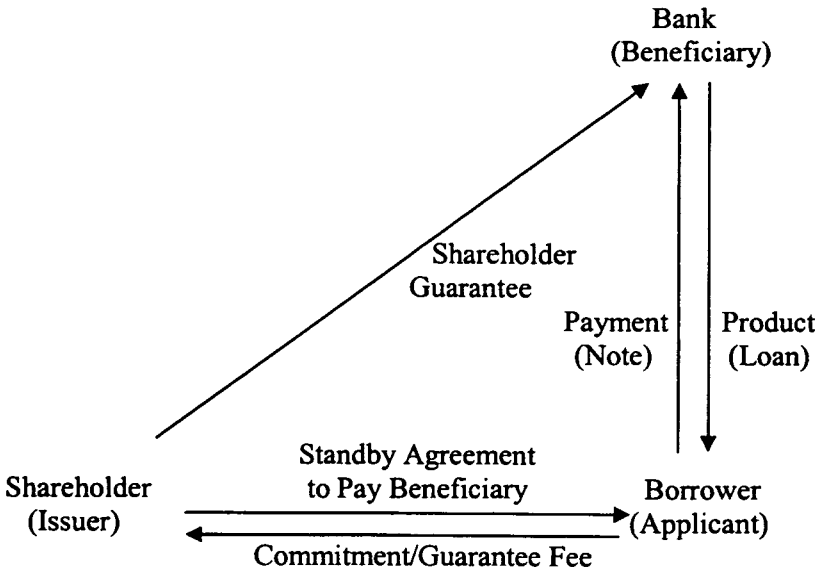 Bank
(Beneficiary)
Shareholder
Guarantee
Payment
(Note)
Product
(Loan)
Standby Agreement
to Pay Beneficiary
Shareholder
(Issuer)
Borrower
(Applicant)
Commitment/Guarantee Fee